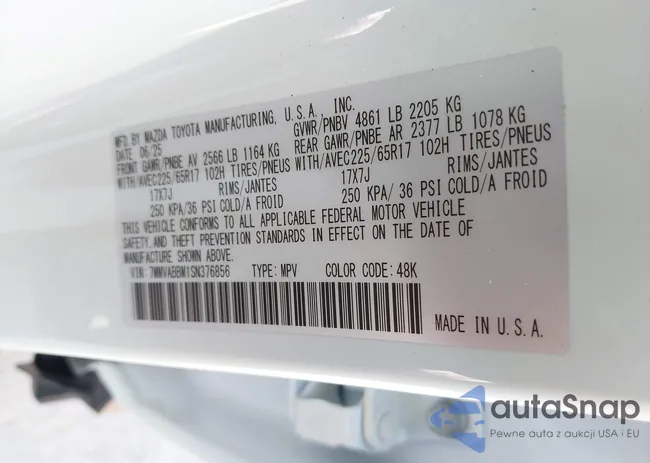 MFD. BY MAZDA TOYOTA MANUFACTURING, U.S.A., INC.
DATE 06/25 GVWR/PNBV 4861 LB 2205 KG
FRONT GAWR/PNBE AV 2566 LB 1164 KG REAR GAWR/PNBE AR 2377 LB 1078 KG
WITH/AVEC225/65R17 102H TIRES/PNEUS WITH/AVEC225/65R17 102H TIRES/PNEUS
17X7J RIMS/JANTES 17X7J RIMS/JANTES
250 KPA/36 PSI COLD/A FROID 250 KPA/ 36 PSI COLD/A FROID
THIS VEHICLE CONFORMS TO ALL APPLICABLE FEDERAL MOTOR VEHICLE
SAFETY, AND THEFT PREVENTION STANDARDS IN EFFECT ON THE DATE OF
MANUFACTURE SHOWN ABOVE.
VIN: 7MMVABBM1SN376856 TYPE: MPV COLOR CODE: 48K
MADE IN U.S.A.
autaSnap
Pewne auta z aukcji USA i EU